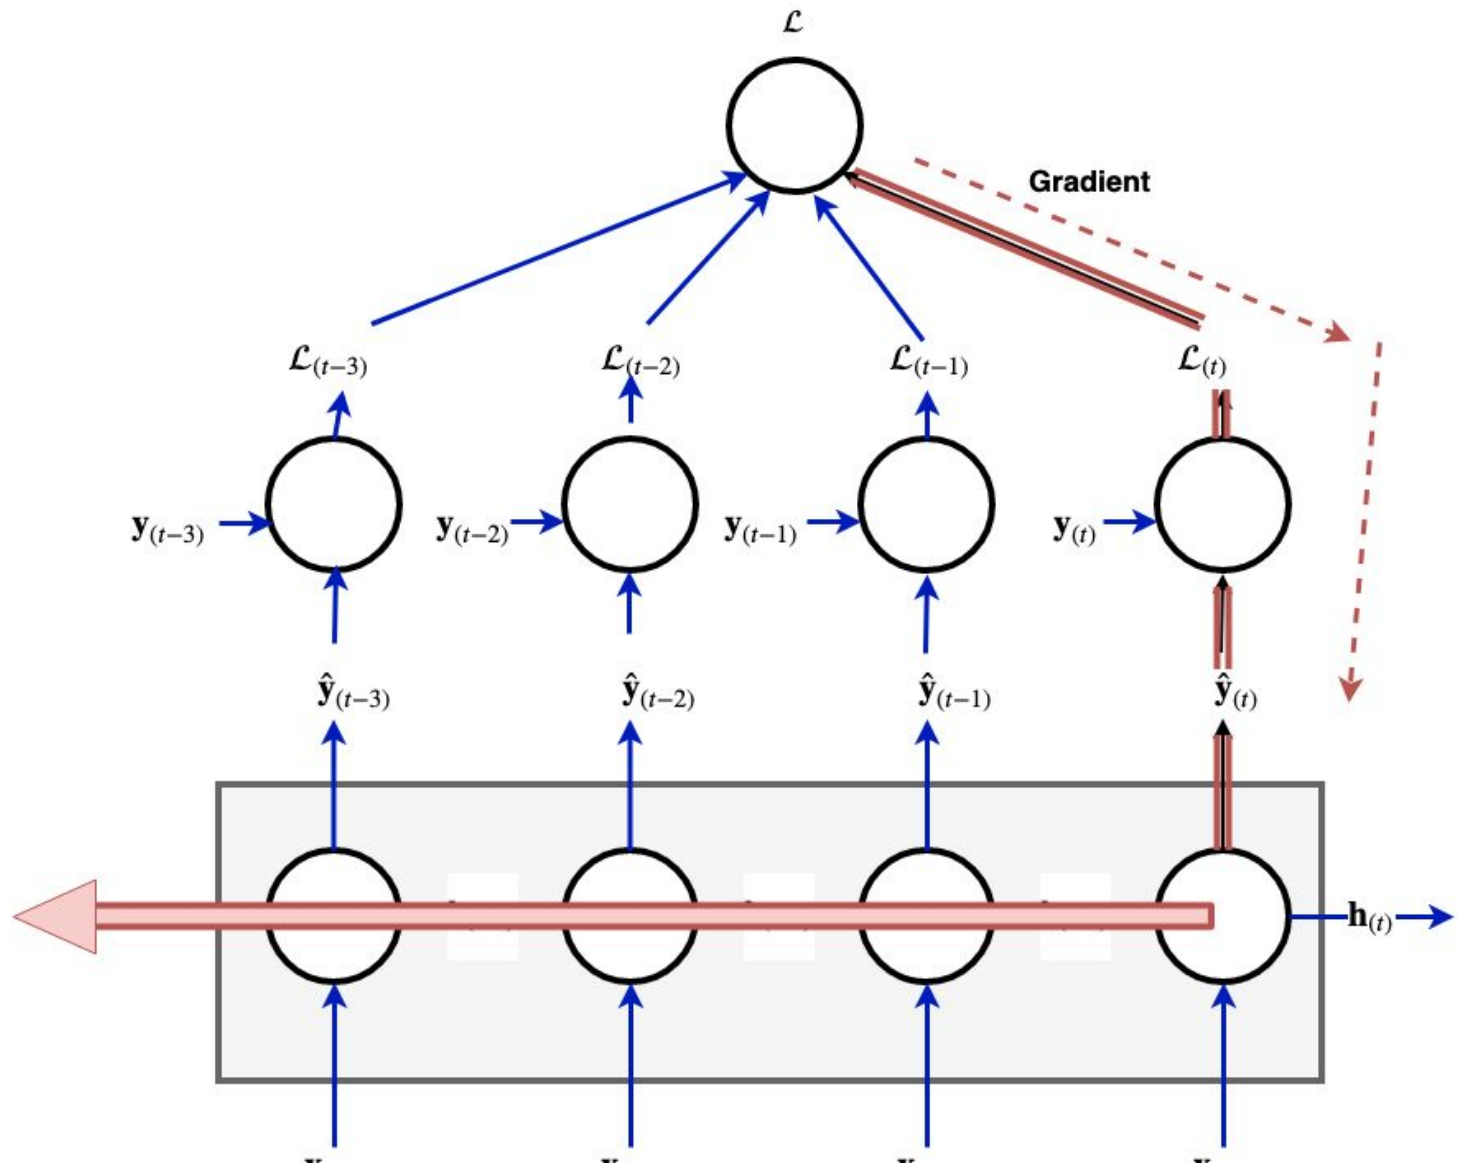 ℒ
Gradient
ℒ(t−3) ℒ(t−2) ℒ(t−1) ℒ(t)
y(t−3) y(t−2) y(t−1) y(t)
ŷ(t−3) ŷ(t−2) ŷ(t−1) ŷ(t)
h(t)